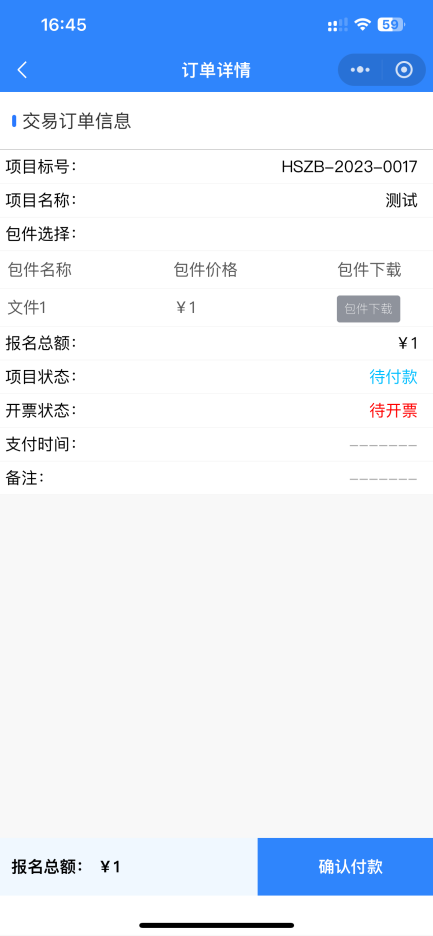 16:45
59
订单详情
交易订单信息
项目标号： HSZB-2023-0017
项目名称： 测试
包件选择：
包件名称 包件价格 包件下载
文件1 ￥1 包件下载
报名总额： ￥1
项目状态： 待付款
开票状态： 待开票
支付时间： -------
备注： -------
报名总额： ￥1 确认付款